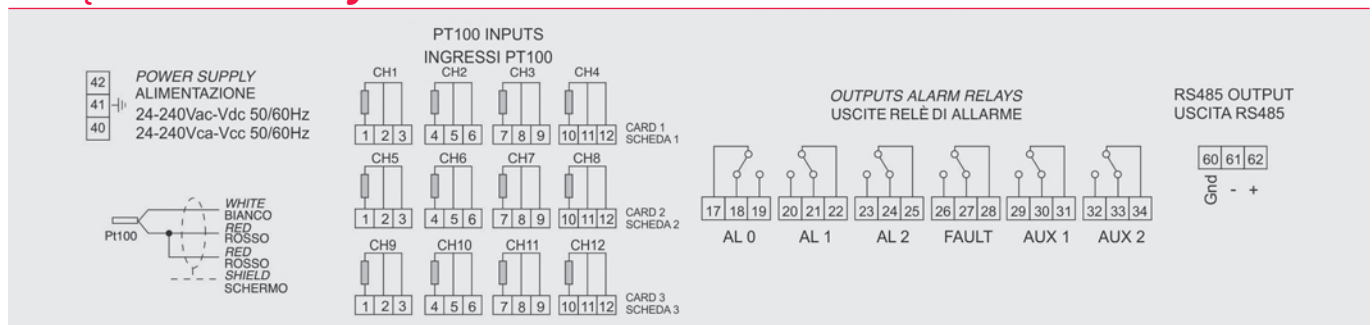 42
41
40
POWER SUPPLY
ALIMENTAZIONE
24-240Vac-Vdc 50/60Hz
24-240Vca-Vcc 50/60Hz
Pt100
WHITE
BIANCO
RED
ROSSO
RED
ROSSO
SHIELD
SCHERMO
PT100 INPUTS
INGRESSI PT100
CH1 CH2 CH3 CH4
1 2 3 4 5 6 7 8 9 10 11 12
CARD 1
SCHEDA 1
CH5 CH6 CH7 CH8
1 2 3 4 5 6 7 8 9 10 11 12
CARD 2
SCHEDA 2
CH9 CH10 CH11 CH12
1 2 3 4 5 6 7 8 9 10 11 12
CARD 3
SCHEDA 3
OUTPUTS ALARM RELAYS
USCITE RELÈ DI ALLARME
17 18 19 20 21 22 23 24 25 26 27 28 29 30 31 32 33 34
AL 0 AL 1 AL 2 FAULT AUX 1 AUX 2
RS485 OUTPUT
USCITA RS485
60 61 62
Gnd - +